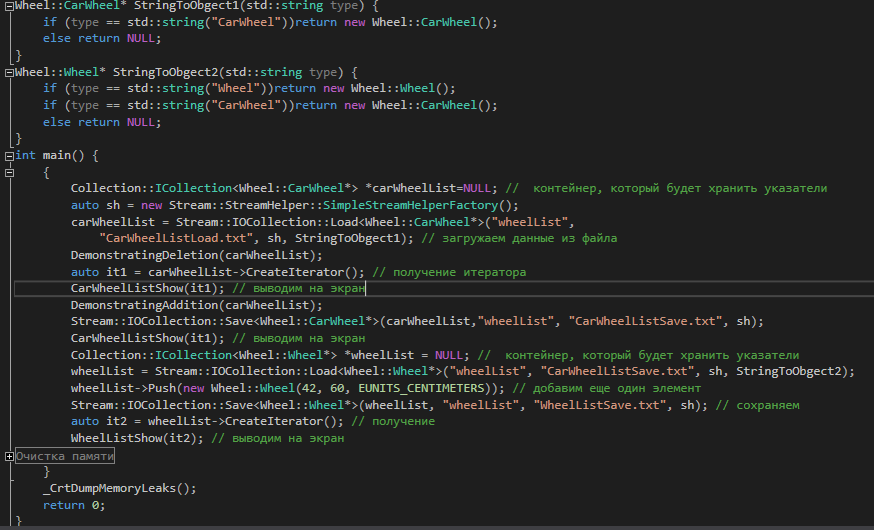 Wheel::CarWheel* StringToObgect1(std::string type) {
if (type == std::string("CarWheel"))return new Wheel::CarWheel();
else return NULL;
}
Wheel::Wheel* StringToObgect2(std::string type) {
if (type == std::string("Wheel"))return new Wheel::Wheel();
if (type == std::string("CarWheel"))return new Wheel::CarWheel();
else return NULL;
}
int main() {
{
Collection::ICollection<Wheel::CarWheel*> *carWheelList=NULL; //  контейнер, который будет хранить указатели
auto sh = new Stream::StreamHelper::SimpleStreamHelperFactory();
carWheelList = Stream::IOCollection::Load<Wheel::CarWheel*>("wheelList",
"CarWheelListLoad.txt", sh, StringToObgect1); // загружаем данные из файла
DemonstratingDeletion(carWheelList);
auto it1 = carWheelList->CreateIterator(); // получение итератора
CarWheelListShow(it1); // выводим на экран
DemonstratingAddition(carWheelList);
Stream::IOCollection::Save<Wheel::CarWheel*>(carWheelList,"wheelList", "CarWheelListSave.txt", sh);
CarWheelListShow(it1); // выводим на экран
Collection::ICollection<Wheel::Wheel*> *wheelList = NULL; //  контейнер, который будет хранить указатели
wheelList = Stream::IOCollection::Load<Wheel::Wheel*>("wheelList", "CarWheelListSave.txt", sh, StringToObgect2);
wheelList->Push(new Wheel::Wheel(42, 60, EUNITS_CENTIMETERS)); // добавим еще один элемент
Stream::IOCollection::Save<Wheel::Wheel*>(wheelList, "wheelList", "WheelListSave.txt", sh); // сохраняем
auto it2 = wheelList->CreateIterator(); // получение
WheelListShow(it2); // выводим на экран
Очистка памяти
}
_CrtDumpMemoryLeaks();
return 0;
}